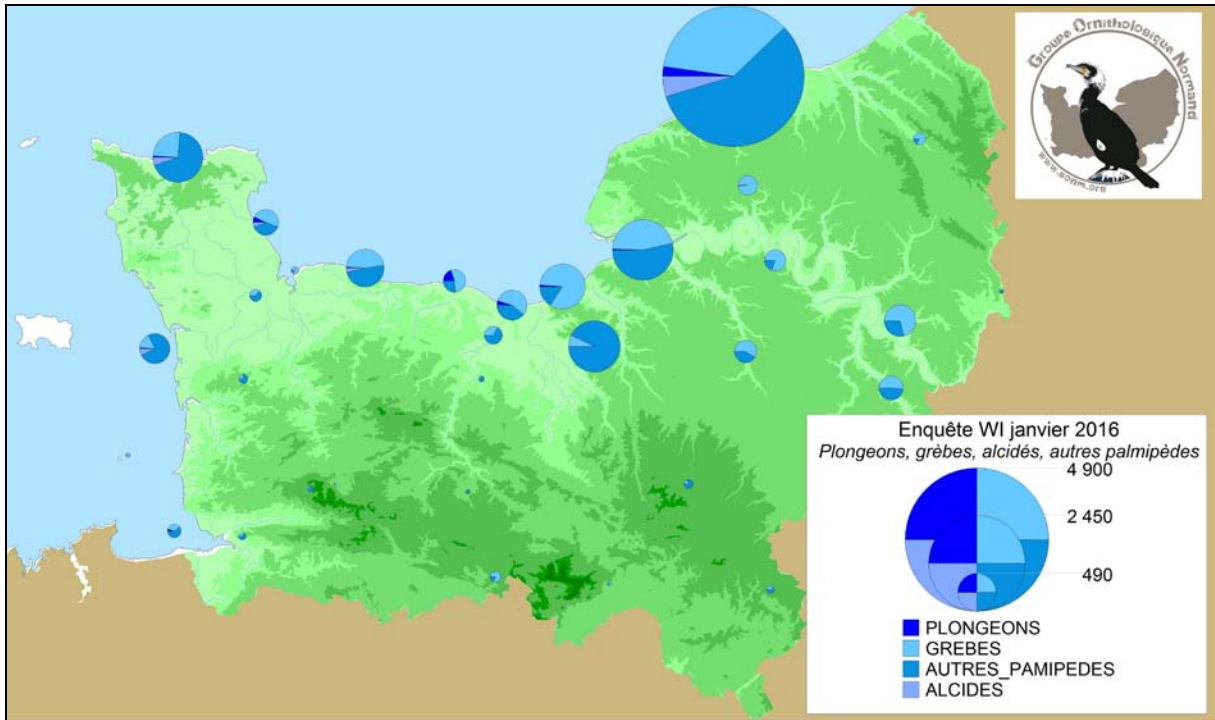 Groupe Ornithologique Normand
www.gonm.org
Enquête WI janvier 2016
Plongeons, grèbes, alcidés, autres palmipèdes
4 900
2 450
490
PLONGEONS
GREBES
AUTRES_PAMIPEDES
ALCIDES